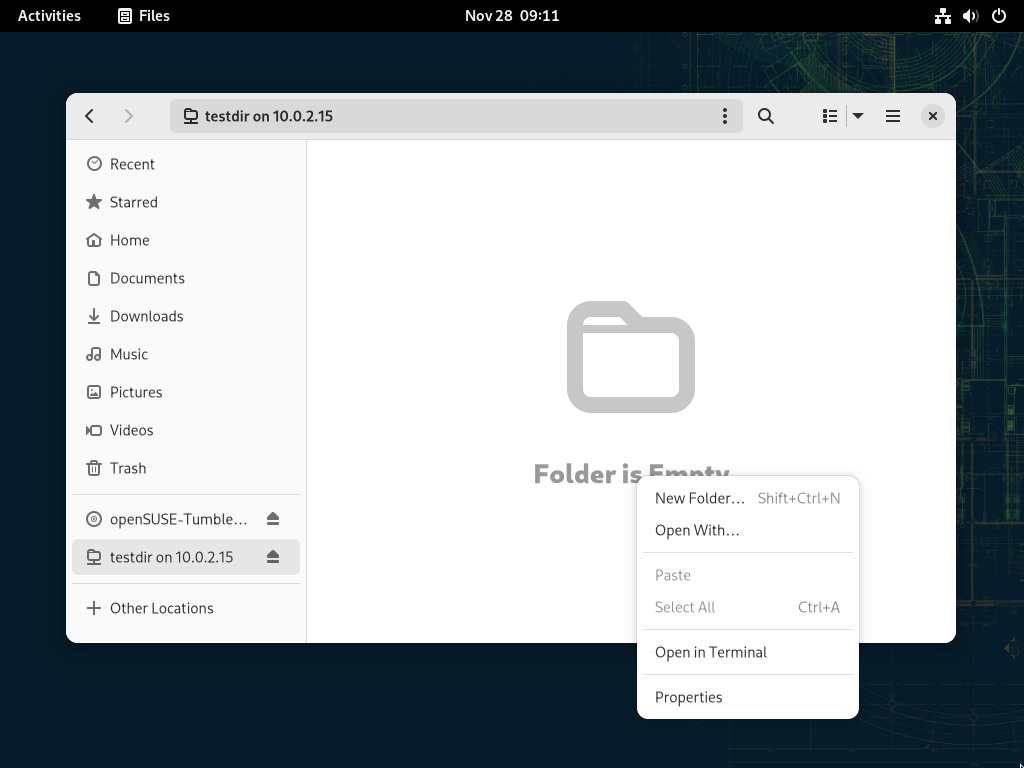 Activities
Files
Nov 28 09:11
testdir on 10.0.2.15
Recent
Starred
Home
Documents
Downloads
Music
Pictures
Videos
Trash
openSUSE-Tumble…
testdir on 10.0.2.15
Other Locations
Folder is Empty
New Folder… Shift+Ctrl+N
Open With…
Paste
Select All Ctrl+A
Open in Terminal
Properties